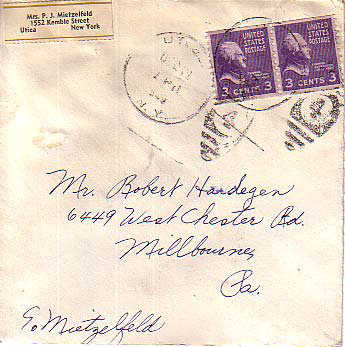 Mrs. P. J. Mietzelfeld
1552 Kemble Street
Utica New York
UNITED STATES POSTAGE
3 CENTS 3
UNITED STATES POSTAGE
3 CENTS 3
Mr. Robert Hardegen
6449 West Chester Rd.
Millbourne,
Pa.
Mietzelfeld